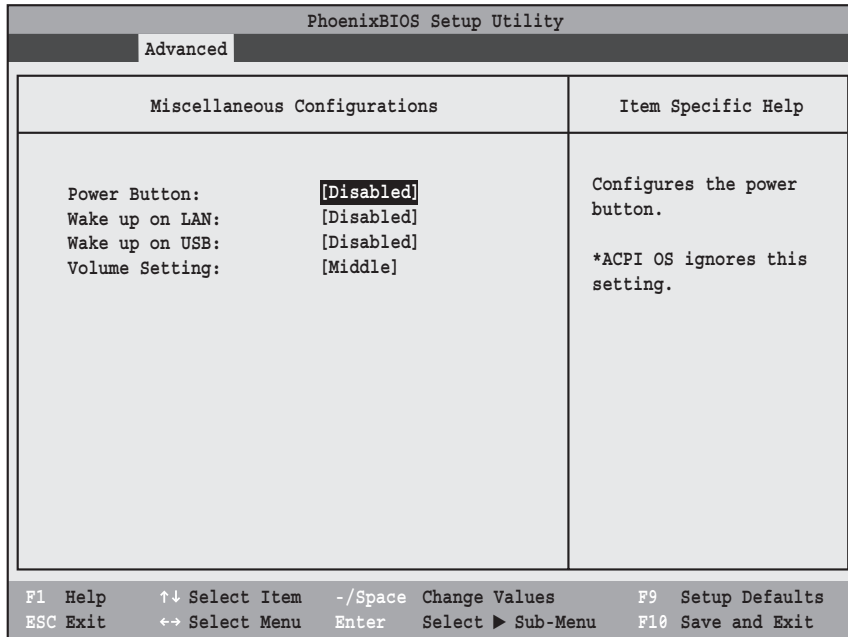 PhoenixBIOS Setup Utility
Advanced
Miscellaneous Configurations
Item Specific Help
Power Button: [Disabled]
Wake up on LAN: [Disabled]
Wake up on USB: [Disabled]
Volume Setting: [Middle]
Configures the power
button.
*ACPI OS ignores this
setting.
F1 Help ↑↓ Select Item -/Space Change Values F9 Setup Defaults
ESC Exit ←→ Select Menu Enter Select ▶ Sub-Menu F10 Save and Exit